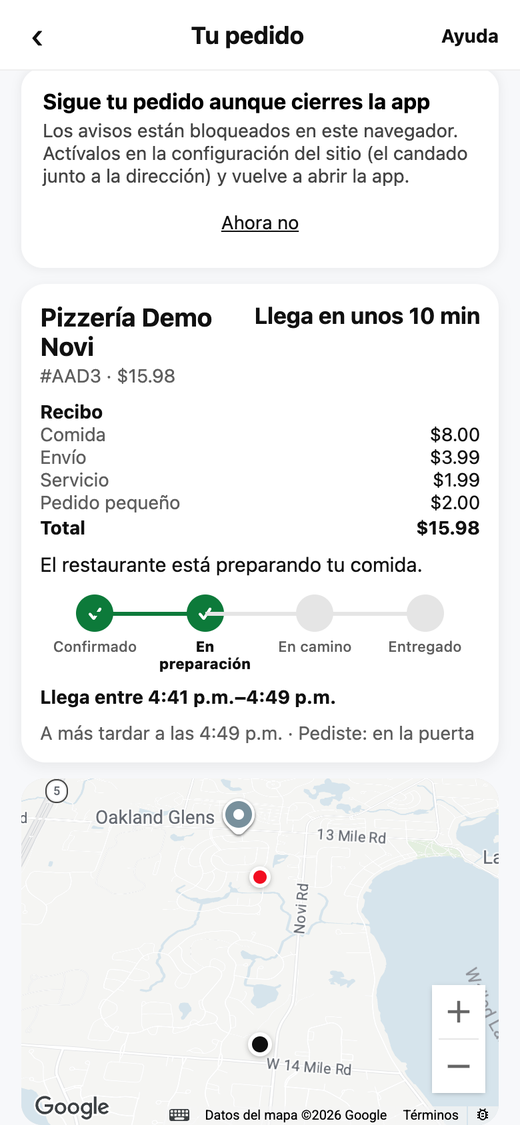 Tu pedido
Ayuda
Sigue tu pedido aunque cierres la app
Los avisos están bloqueados en este navegador.
Actívalos en la configuración del sitio (el candado
junto a la dirección) y vuelve a abrir la app.
Ahora no
Pizzería Demo
Novi
Llega en unos 10 min
#AAD3 · $15.98
Recibo
Comida $8.00
Envío $3.99
Servicio $1.99
Pedido pequeño $2.00
Total $15.98
El restaurante está preparando tu comida.
Confirmado
En
preparación
En camino
Entregado
Llega entre 4:41 p.m.–4:49 p.m.
A más tardar a las 4:49 p.m. · Pediste: en la puerta
5
d
Oakland Glens
13 Mile Rd
La
Novi Rd
W 14 Mile Rd
Google
Datos del mapa ©2026 Google
Términos